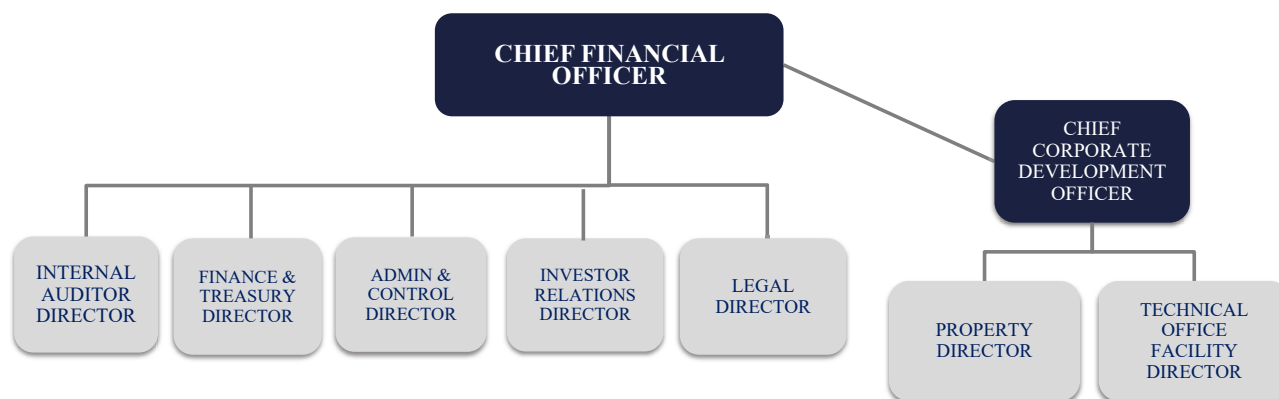 CHIEF FINANCIAL
OFFICER
CHIEF
CORPORATE
DEVELOPMENT
OFFICER
INTERNAL
AUDITOR
DIRECTOR
FINANCE &
TREASURY
DIRECTOR
ADMIN &
CONTROL
DIRECTOR
INVESTOR
RELATIONS
DIRECTOR
LEGAL
DIRECTOR
PROPERTY
DIRECTOR
TECHNICAL
OFFICE
FACILITY
DIRECTOR